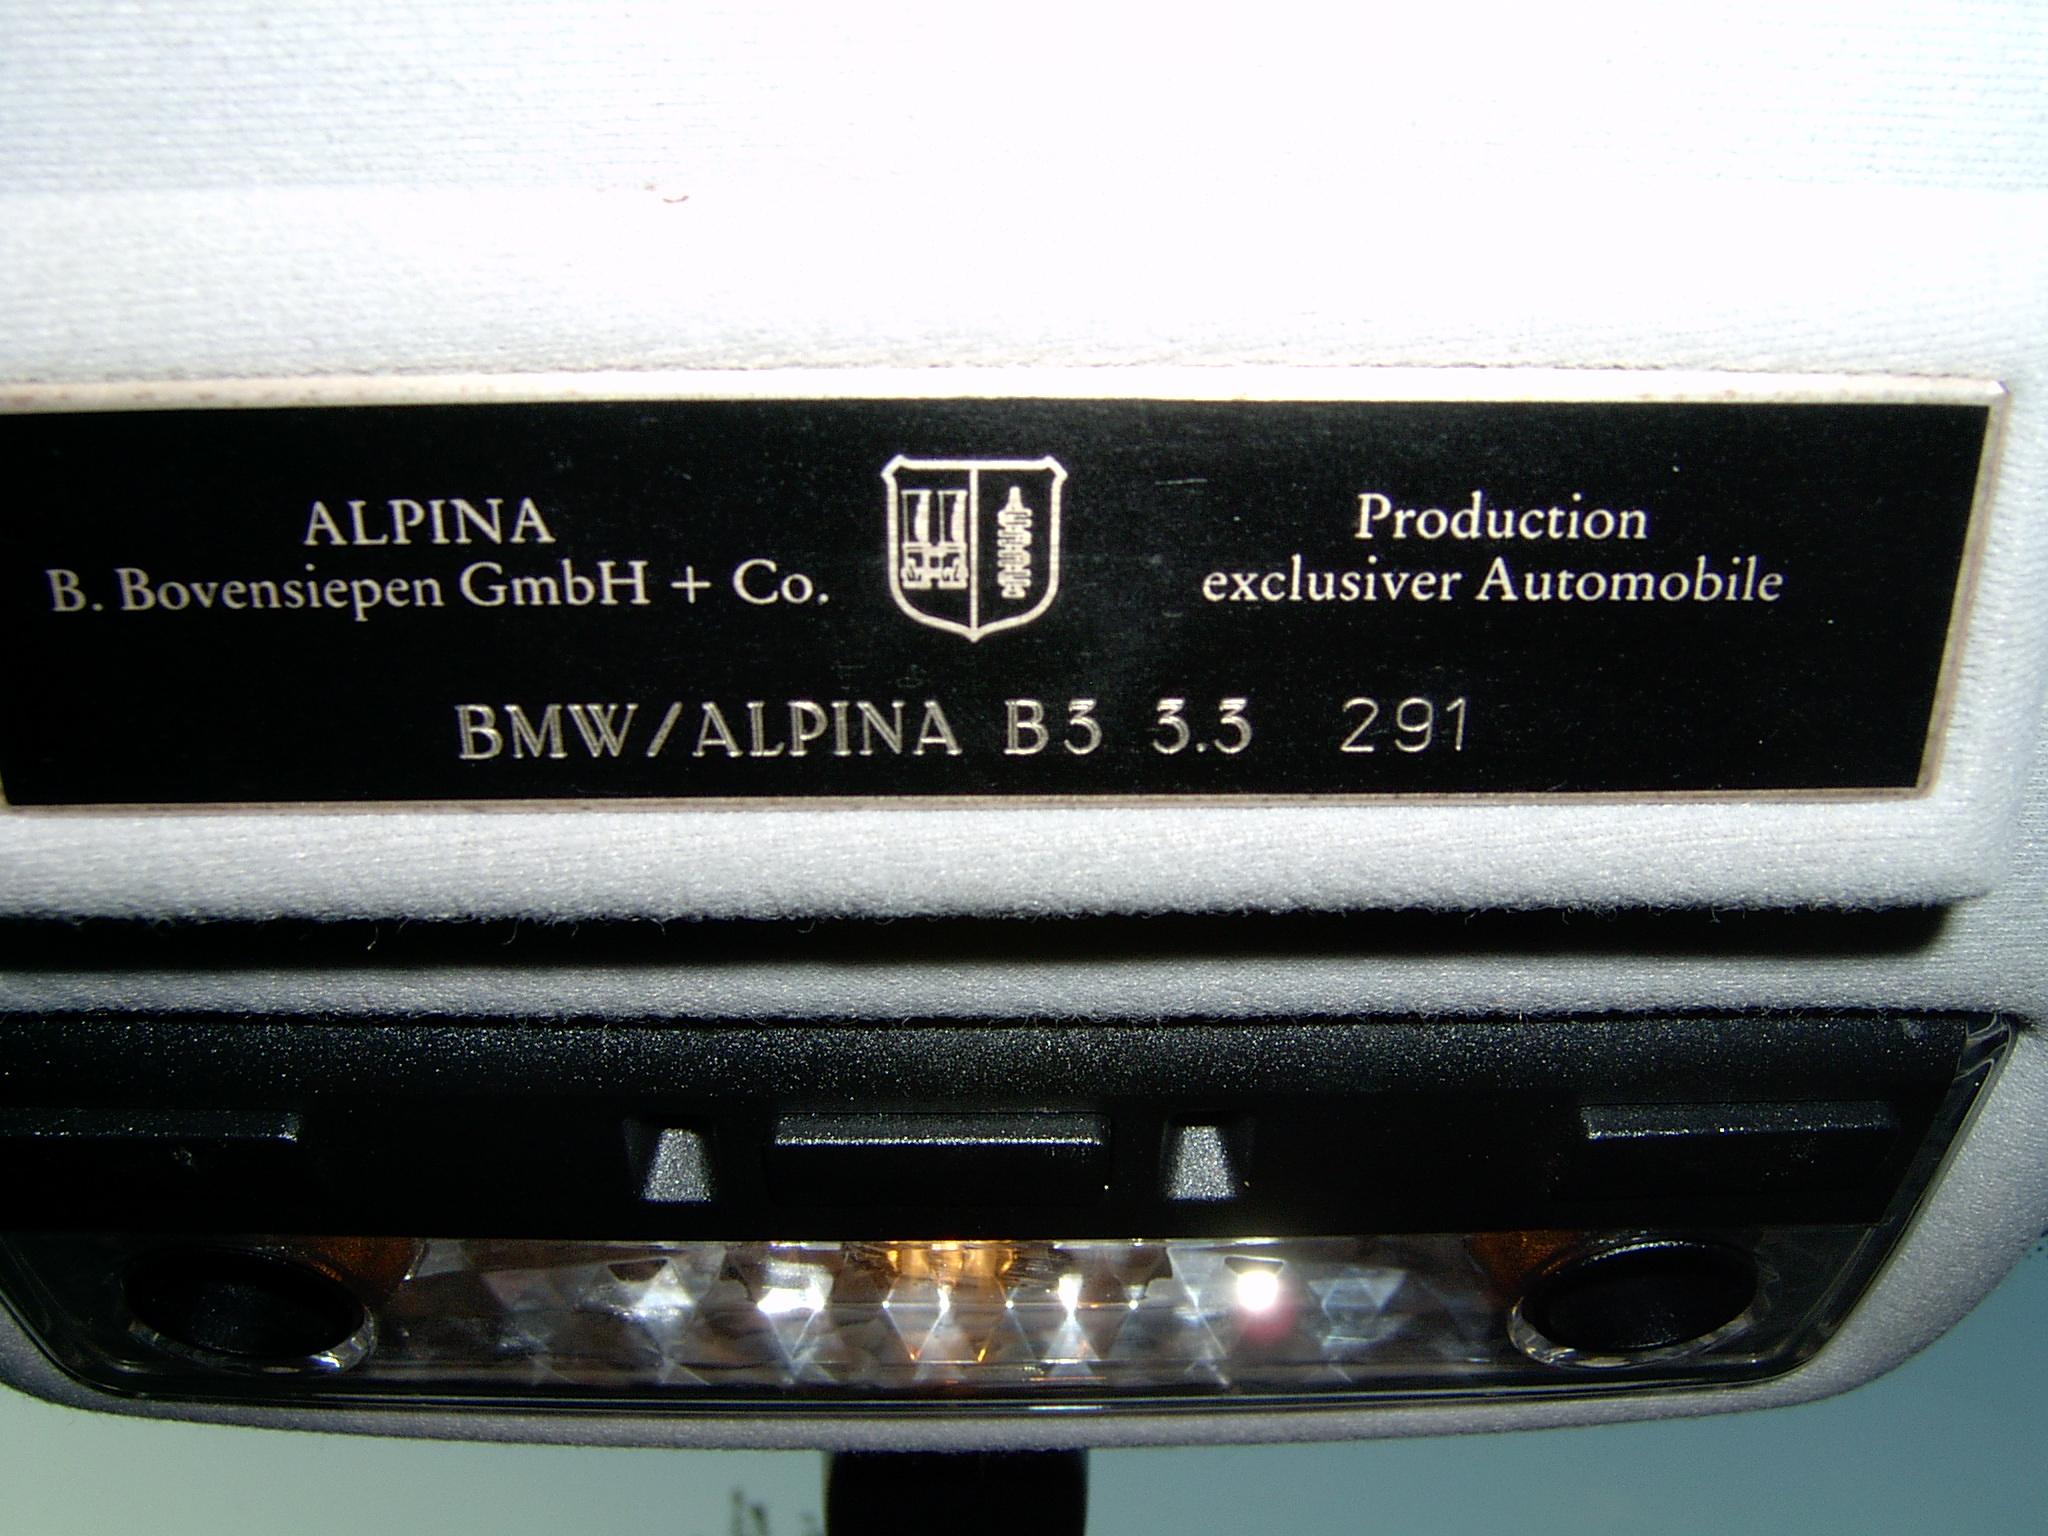 ALPINA
B. Bovensiepen GmbH + Co.
Production
exclusiver Automobile
BMW/ALPINA B3 3.3 291